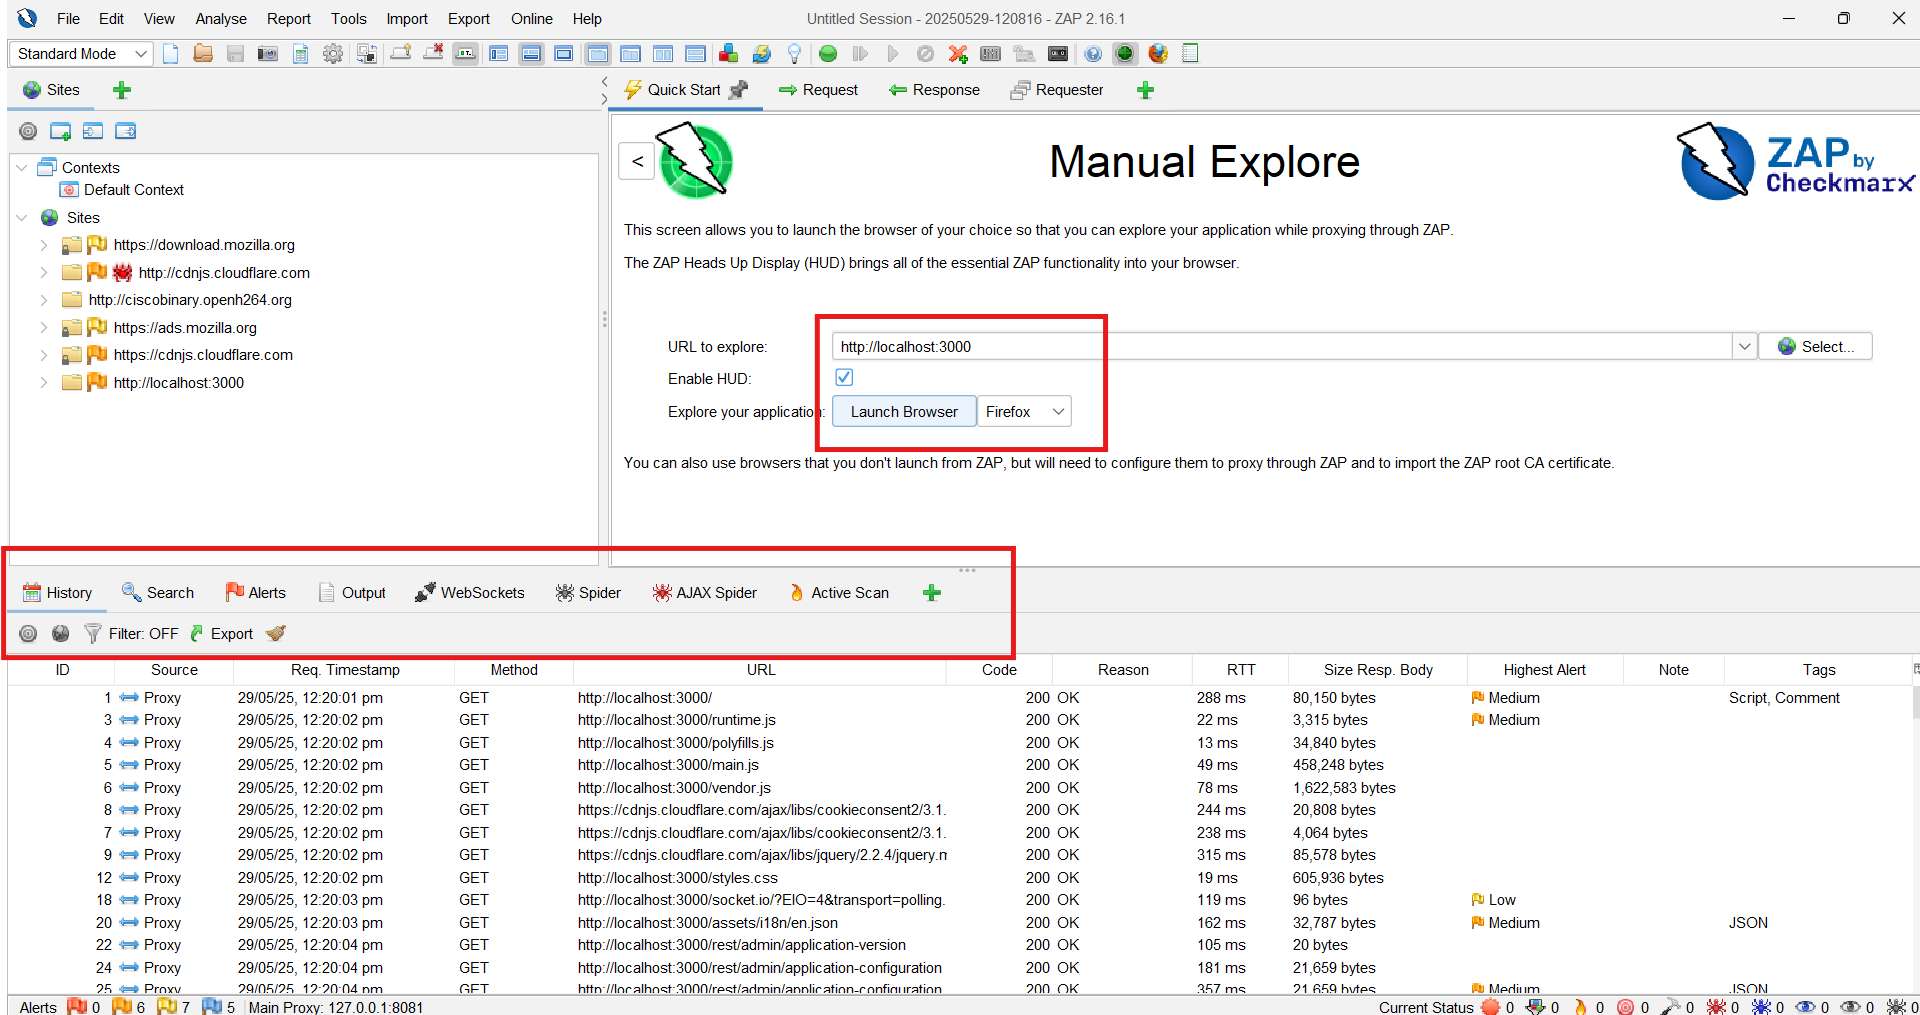 File Edit View Analyse Report Tools Import Export Online Help
Untitled Session - 20250529-120816 - ZAP 2.16.1
Standard Mode
Sites
Quick Start Request Response Requester
Contexts
Default Context
Sites
https://download.mozilla.org
http://cdnjs.cloudflare.com
http://ciscobinary.openh264.org
https://ads.mozilla.org
https://cdnjs.cloudflare.com
http://localhost:3000
<
Manual Explore
ZAP by
Checkmarx
This screen allows you to launch the browser of your choice so that you can explore your application while proxying through ZAP.
The ZAP Heads Up Display (HUD) brings all of the essential ZAP functionality into your browser.
URL to explore: http://localhost:3000 Select...
Enable HUD:
Explore your application: Launch Browser Firefox
You can also use browsers that you don't launch from ZAP, but will need to configure them to proxy through ZAP and to import the ZAP root CA certificate.
History Search Alerts Output WebSockets Spider AJAX Spider Active Scan
Filter: OFF Export
ID Source Req. Timestamp Method URL Code Reason RTT Size Resp. Body Highest Alert Note Tags
1 Proxy 29/05/25, 12:20:01 pm GET http://localhost:3000/ 200 OK 288 ms 80,150 bytes Medium Script, Comment
3 Proxy 29/05/25, 12:20:02 pm GET http://localhost:3000/runtime.js 200 OK 22 ms 3,315 bytes Medium
4 Proxy 29/05/25, 12:20:02 pm GET http://localhost:3000/polyfills.js 200 OK 13 ms 34,840 bytes
5 Proxy 29/05/25, 12:20:02 pm GET http://localhost:3000/main.js 200 OK 49 ms 458,248 bytes
6 Proxy 29/05/25, 12:20:02 pm GET http://localhost:3000/vendor.js 200 OK 78 ms 1,622,583 bytes
8 Proxy 29/05/25, 12:20:02 pm GET https://cdnjs.cloudflare.com/ajax/libs/cookieconsent2/3.1. 200 OK 244 ms 20,808 bytes
7 Proxy 29/05/25, 12:20:02 pm GET https://cdnjs.cloudflare.com/ajax/libs/cookieconsent2/3.1. 200 OK 238 ms 4,064 bytes
9 Proxy 29/05/25, 12:20:02 pm GET https://cdnjs.cloudflare.com/ajax/libs/jquery/2.2.4/jquery.m 200 OK 315 ms 85,578 bytes
12 Proxy 29/05/25, 12:20:02 pm GET http://localhost:3000/styles.css 200 OK 19 ms 605,936 bytes
18 Proxy 29/05/25, 12:20:03 pm GET http://localhost:3000/socket.io/?EIO=4&transport=polling. 200 OK 119 ms 96 bytes Low
20 Proxy 29/05/25, 12:20:03 pm GET http://localhost:3000/assets/i18n/en.json 200 OK 162 ms 32,787 bytes Medium JSON
22 Proxy 29/05/25, 12:20:04 pm GET http://localhost:3000/rest/admin/application-version 200 OK 105 ms 20 bytes
24 Proxy 29/05/25, 12:20:04 pm GET http://localhost:3000/rest/admin/application-configuration 200 OK 181 ms 21,659 bytes
25 Proxy 29/05/25, 12:20:04 pm GET http://localhost:3000/rest/admin/application-configuration 200 OK 357 ms 21,659 bytes Medium JSON
Alerts 0 6 7 5 Main Proxy: 127.0.0.1:8081 Current Status 0 0 0 0 0 0 0 0 0 0